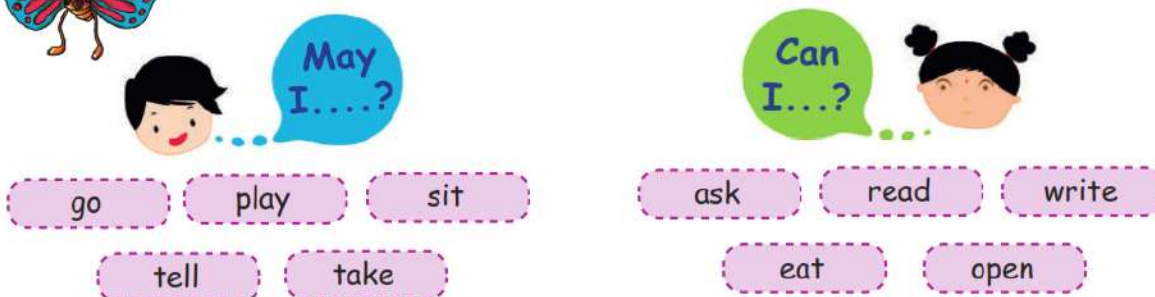 May
I....?
Can
I...?
go play sit
tell take
ask read write
eat open